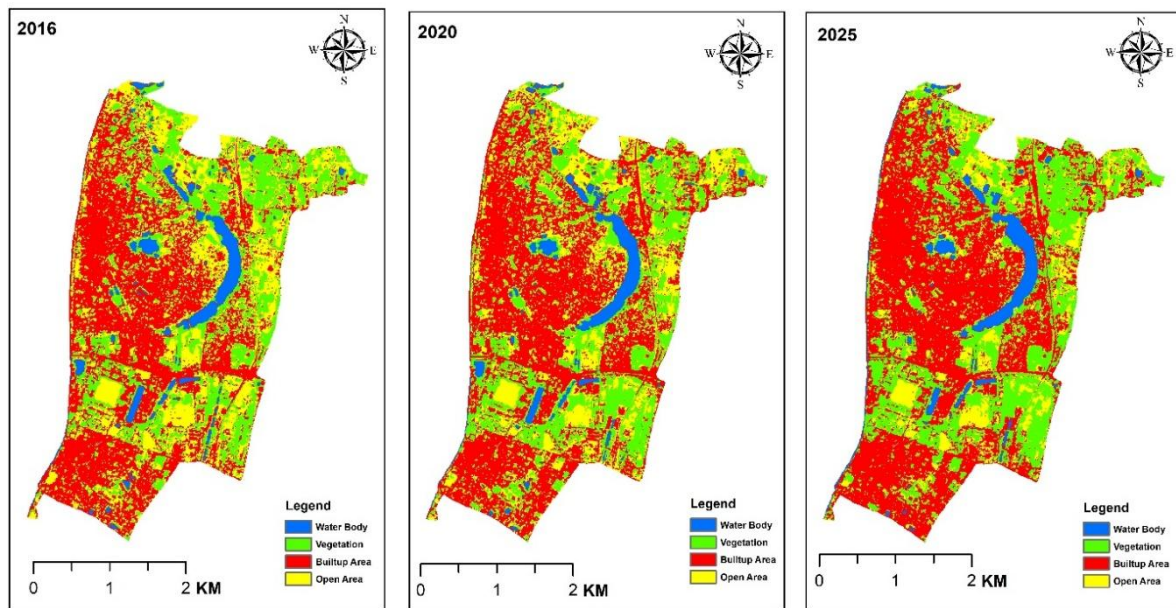 2016
N
W E
S
Legend
Water Body
Vegetation
Builtup Area
Open Area
0 1 2 KM
2020
N
W E
S
Legend
Water Body
Vegetation
Builtup Area
Open Area
0 1 2 KM
2025
N
W E
S
Legend
Water Body
Vegetation
Builtup Area
Open Area
0 1 2 KM